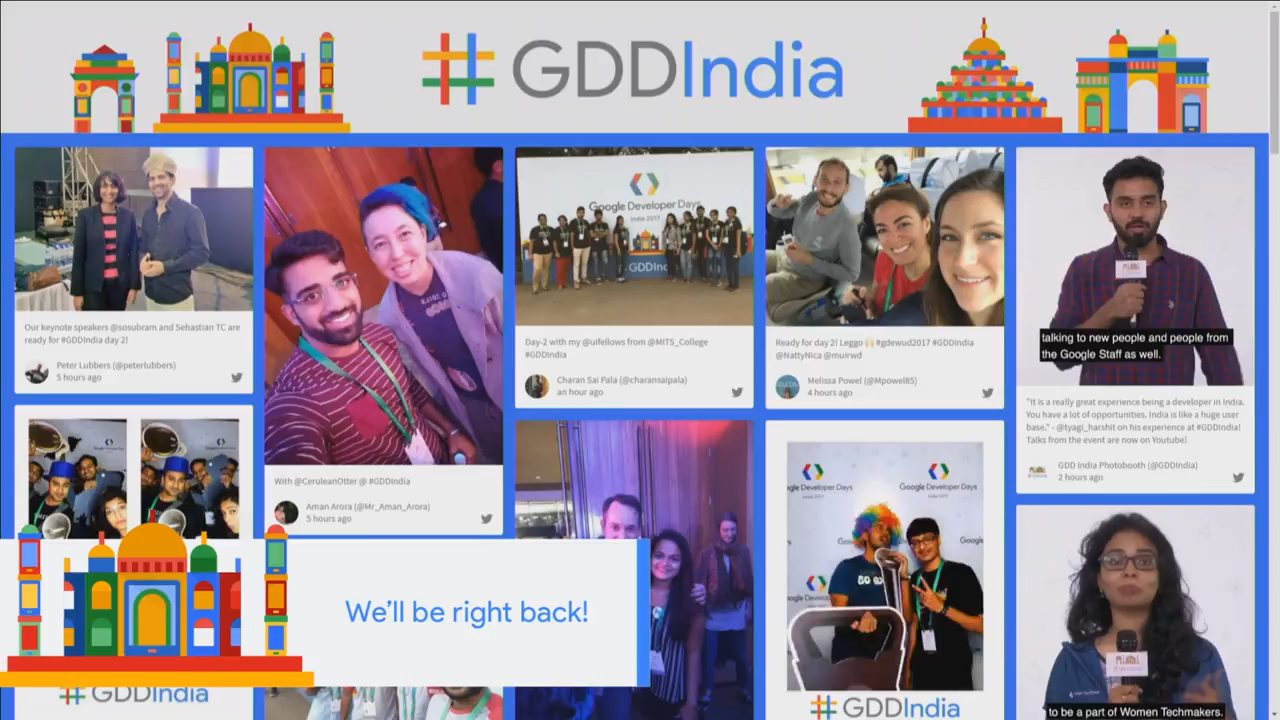 #GDDIndia
Our keynote speakers @sosubram and Sebastian TC are
ready for #GDDIndia day 2!
Peter Lubbers (@peterlubbers)
5 hours ago
With @CeruleanOtter @ #GDDIndia
Aman Arora (@Mr_Aman_Arora)
5 hours ago
Google Developer Days
India 2017
#GDDInd
Day-2 with my @uifellows from @MITS_College
#GDDIndia
Charan Sai Pala (@charansaipala)
an hour ago
Ready for day 2! Leggo 🙌 #gdewud2017 #GDDIndia
@NattyNica @muirwd
Melissa Powel (@Mpowel85)
4 hours ago
talking to new people and people from
the Google Staff as well.
"It is a really great experience being a developer in India.
You have a lot of opportunities. India is like a huge user
base." - @tyagi_harshit on his experience at #GDDIndia!
Talks from the event are now on Youtube!
GDD India Photobooth (@GDDIndia)
2 hours ago
ogle Developer Days
India 2017
Google Developer Days
India 2017
Google
oogle Develo
#GDDIndia
to be a part of Women Techmakers.
We'll be right back!
#GDDIndia